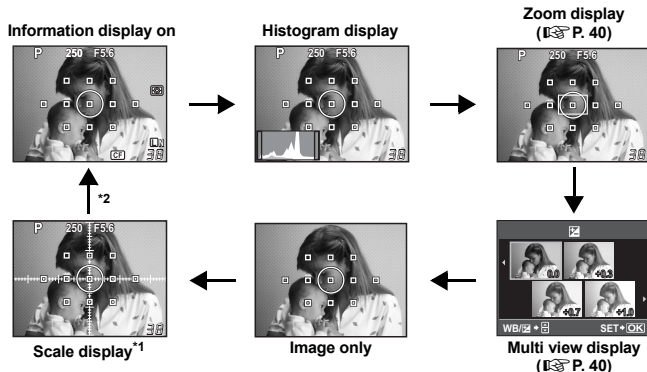 Information display on
Histogram display
Zoom display
(☞ P. 40)
P 250 F5.6
CF
LN
38
P 250 F5.6
38
P 250 F5.6
38
*2
P 250 F5.6
38
Scale display*1
Image only
0.0
+0.3
+0.7
+1.0
WB/
SET OK
Multi view display
(☞ P. 40)